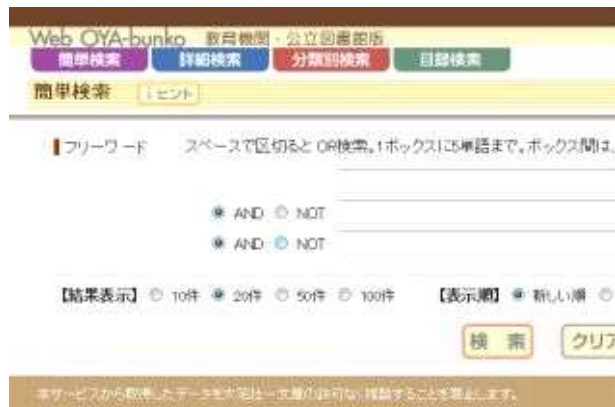 Web OYA-bunko 教育機関・公立図書館版
簡単検索 詳細検索 分類別検索 目録検索
簡単検索 ヒント
フリーワード スペースで区切ると OR検索。1ボックスに5単語まで。ボックス間は、
AND NOT
AND NOT
【結果表示】 10件 20件 50件 100件 【表示順】 新しい順
検 索 クリア
本サービスから取得したデータを大宅壮一文庫の許可なく複製することを禁止します。